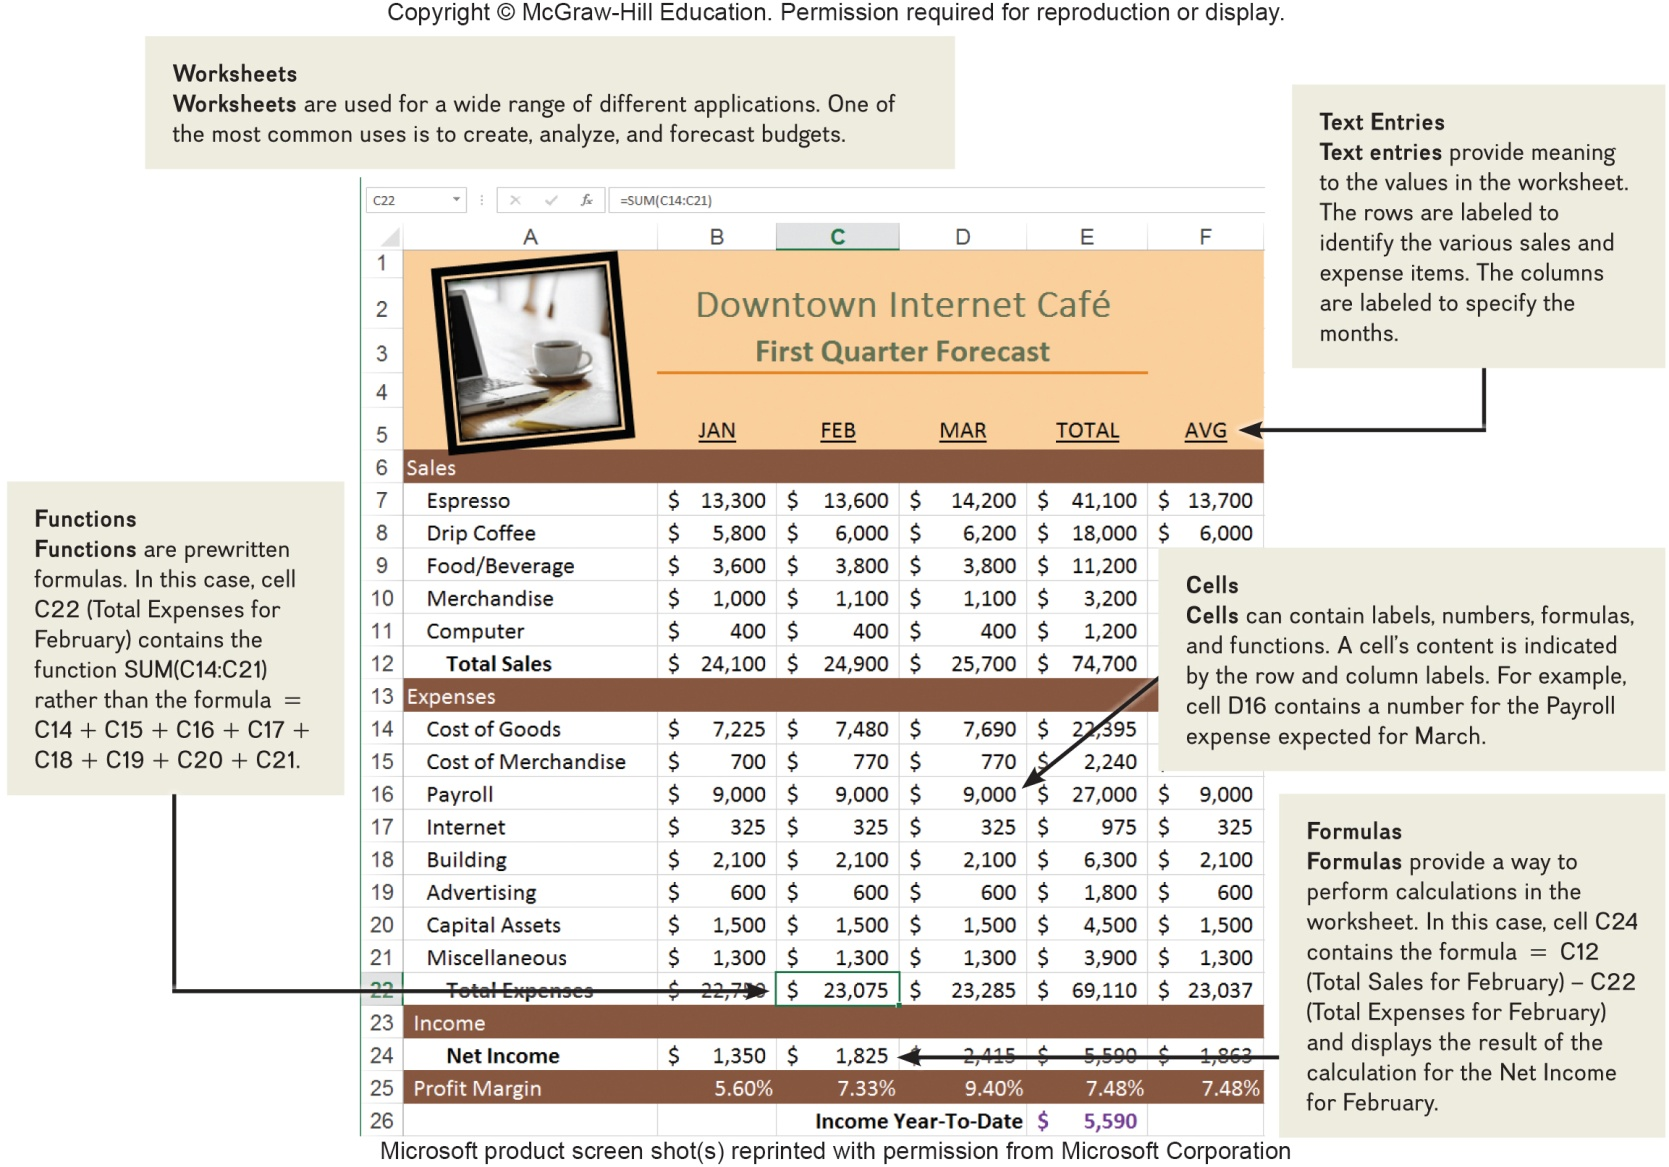 Copyright © McGraw-Hill Education. Permission required for reproduction or display.
Worksheets
Worksheets are used for a wide range of different applications. One of
the most common uses is to create, analyze, and forecast budgets.
Text Entries
Text entries provide meaning
to the values in the worksheet.
The rows are labeled to
identify the various sales and
expense items. The columns
are labeled to specify the
months.
C22 fx =SUM(C14:C21)
A B C D E F
1
2 Downtown Internet Café
3 First Quarter Forecast
4
5 JAN FEB MAR TOTAL AVG
6 Sales
7 Espresso $ 13,300 $ 13,600 $ 14,200 $ 41,100 $ 13,700
8 Drip Coffee $ 5,800 $ 6,000 $ 6,200 $ 18,000 $ 6,000
9 Food/Beverage $ 3,600 $ 3,800 $ 3,800 $ 11,200
10 Merchandise $ 1,000 $ 1,100 $ 1,100 $ 3,200
11 Computer $ 400 $ 400 $ 400 $ 1,200
12 Total Sales $ 24,100 $ 24,900 $ 25,700 $ 74,700
13 Expenses
14 Cost of Goods $ 7,225 $ 7,480 $ 7,690 $ 22,395
15 Cost of Merchandise $ 700 $ 770 $ 770 $ 2,240
16 Payroll $ 9,000 $ 9,000 $ 9,000 $ 27,000 $ 9,000
17 Internet $ 325 $ 325 $ 325 $ 975 $ 325
18 Building $ 2,100 $ 2,100 $ 2,100 $ 6,300 $ 2,100
19 Advertising $ 600 $ 600 $ 600 $ 1,800 $ 600
20 Capital Assets $ 1,500 $ 1,500 $ 1,500 $ 4,500 $ 1,500
21 Miscellaneous $ 1,300 $ 1,300 $ 1,300 $ 3,900 $ 1,300
22 Total Expenses $ 22,750 $ 23,075 $ 23,285 $ 69,110 $ 23,037
23 Income
24 Net Income $ 1,350 $ 1,825 $ 2,415 $ 5,590 $ 1,863
25 Profit Margin 5.60% 7.33% 9.40% 7.48% 7.48%
26 Income Year-To-Date $ 5,590
Functions
Functions are prewritten
formulas. In this case, cell
C22 (Total Expenses for
February) contains the
function SUM(C14:C21)
rather than the formula =
C14 + C15 + C16 + C17 +
C18 + C19 + C20 + C21.
Cells
Cells can contain labels, numbers, formulas,
and functions. A cell's content is indicated
by the row and column labels. For example,
cell D16 contains a number for the Payroll
expense expected for March.
Formulas
Formulas provide a way to
perform calculations in the
worksheet. In this case, cell C24
contains the formula = C12
(Total Sales for February) – C22
(Total Expenses for February)
and displays the result of the
calculation for the Net Income
for February.
Microsoft product screen shot(s) reprinted with permission from Microsoft Corporation